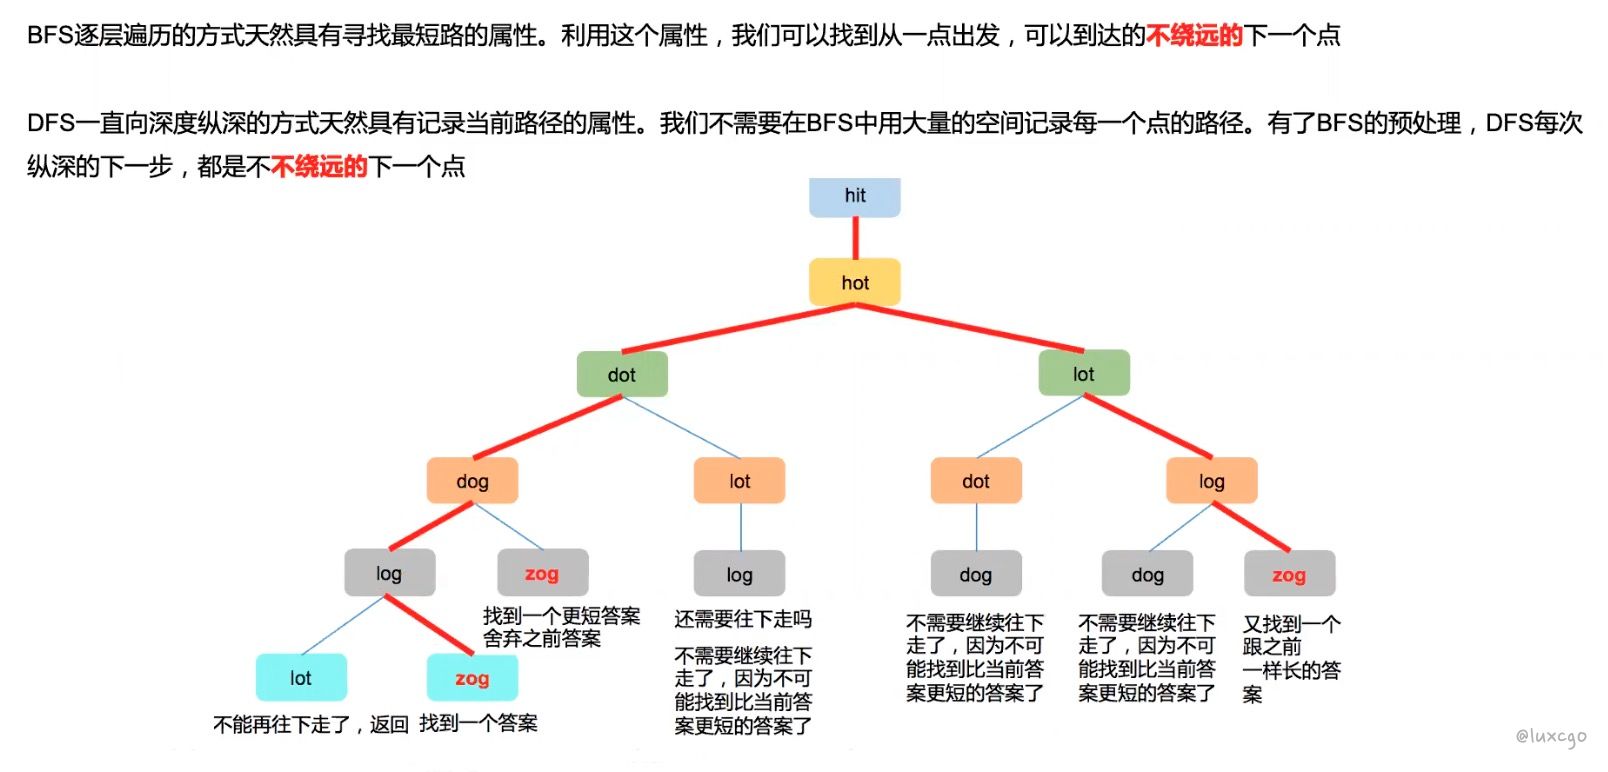 BFS逐层遍历的方式天然具有寻找最短路的属性。利用这个属性，我们可以找到从一点出发，可以到达的不绕远的下一个点
DFS一直向深度纵深的方式天然具有记录当前路径的属性。我们不需要在BFS中用大量的空间记录每一个点的路径。有了BFS的预处理，DFS每次
纵深的下一步，都是不不绕远的下一个点
hit
hot
dot
lot
dog
lot
dot
log
log
zog
log
dog
dog
zog
找到一个更短答案
舍弃之前答案
还需要往下走吗
不需要继续往下
走了，因为不可
能找到比当前答
案更短的答案了
不需要继续往下
走了，因为不可
能找到比当前答
案更短的答案了
不需要继续往下
走了，因为不可
能找到比当前答
案更短的答案了
又找到一个
跟之前
一样长的答
案
lot
zog
不能再往下走了，返回
找到一个答案
@luxcgo